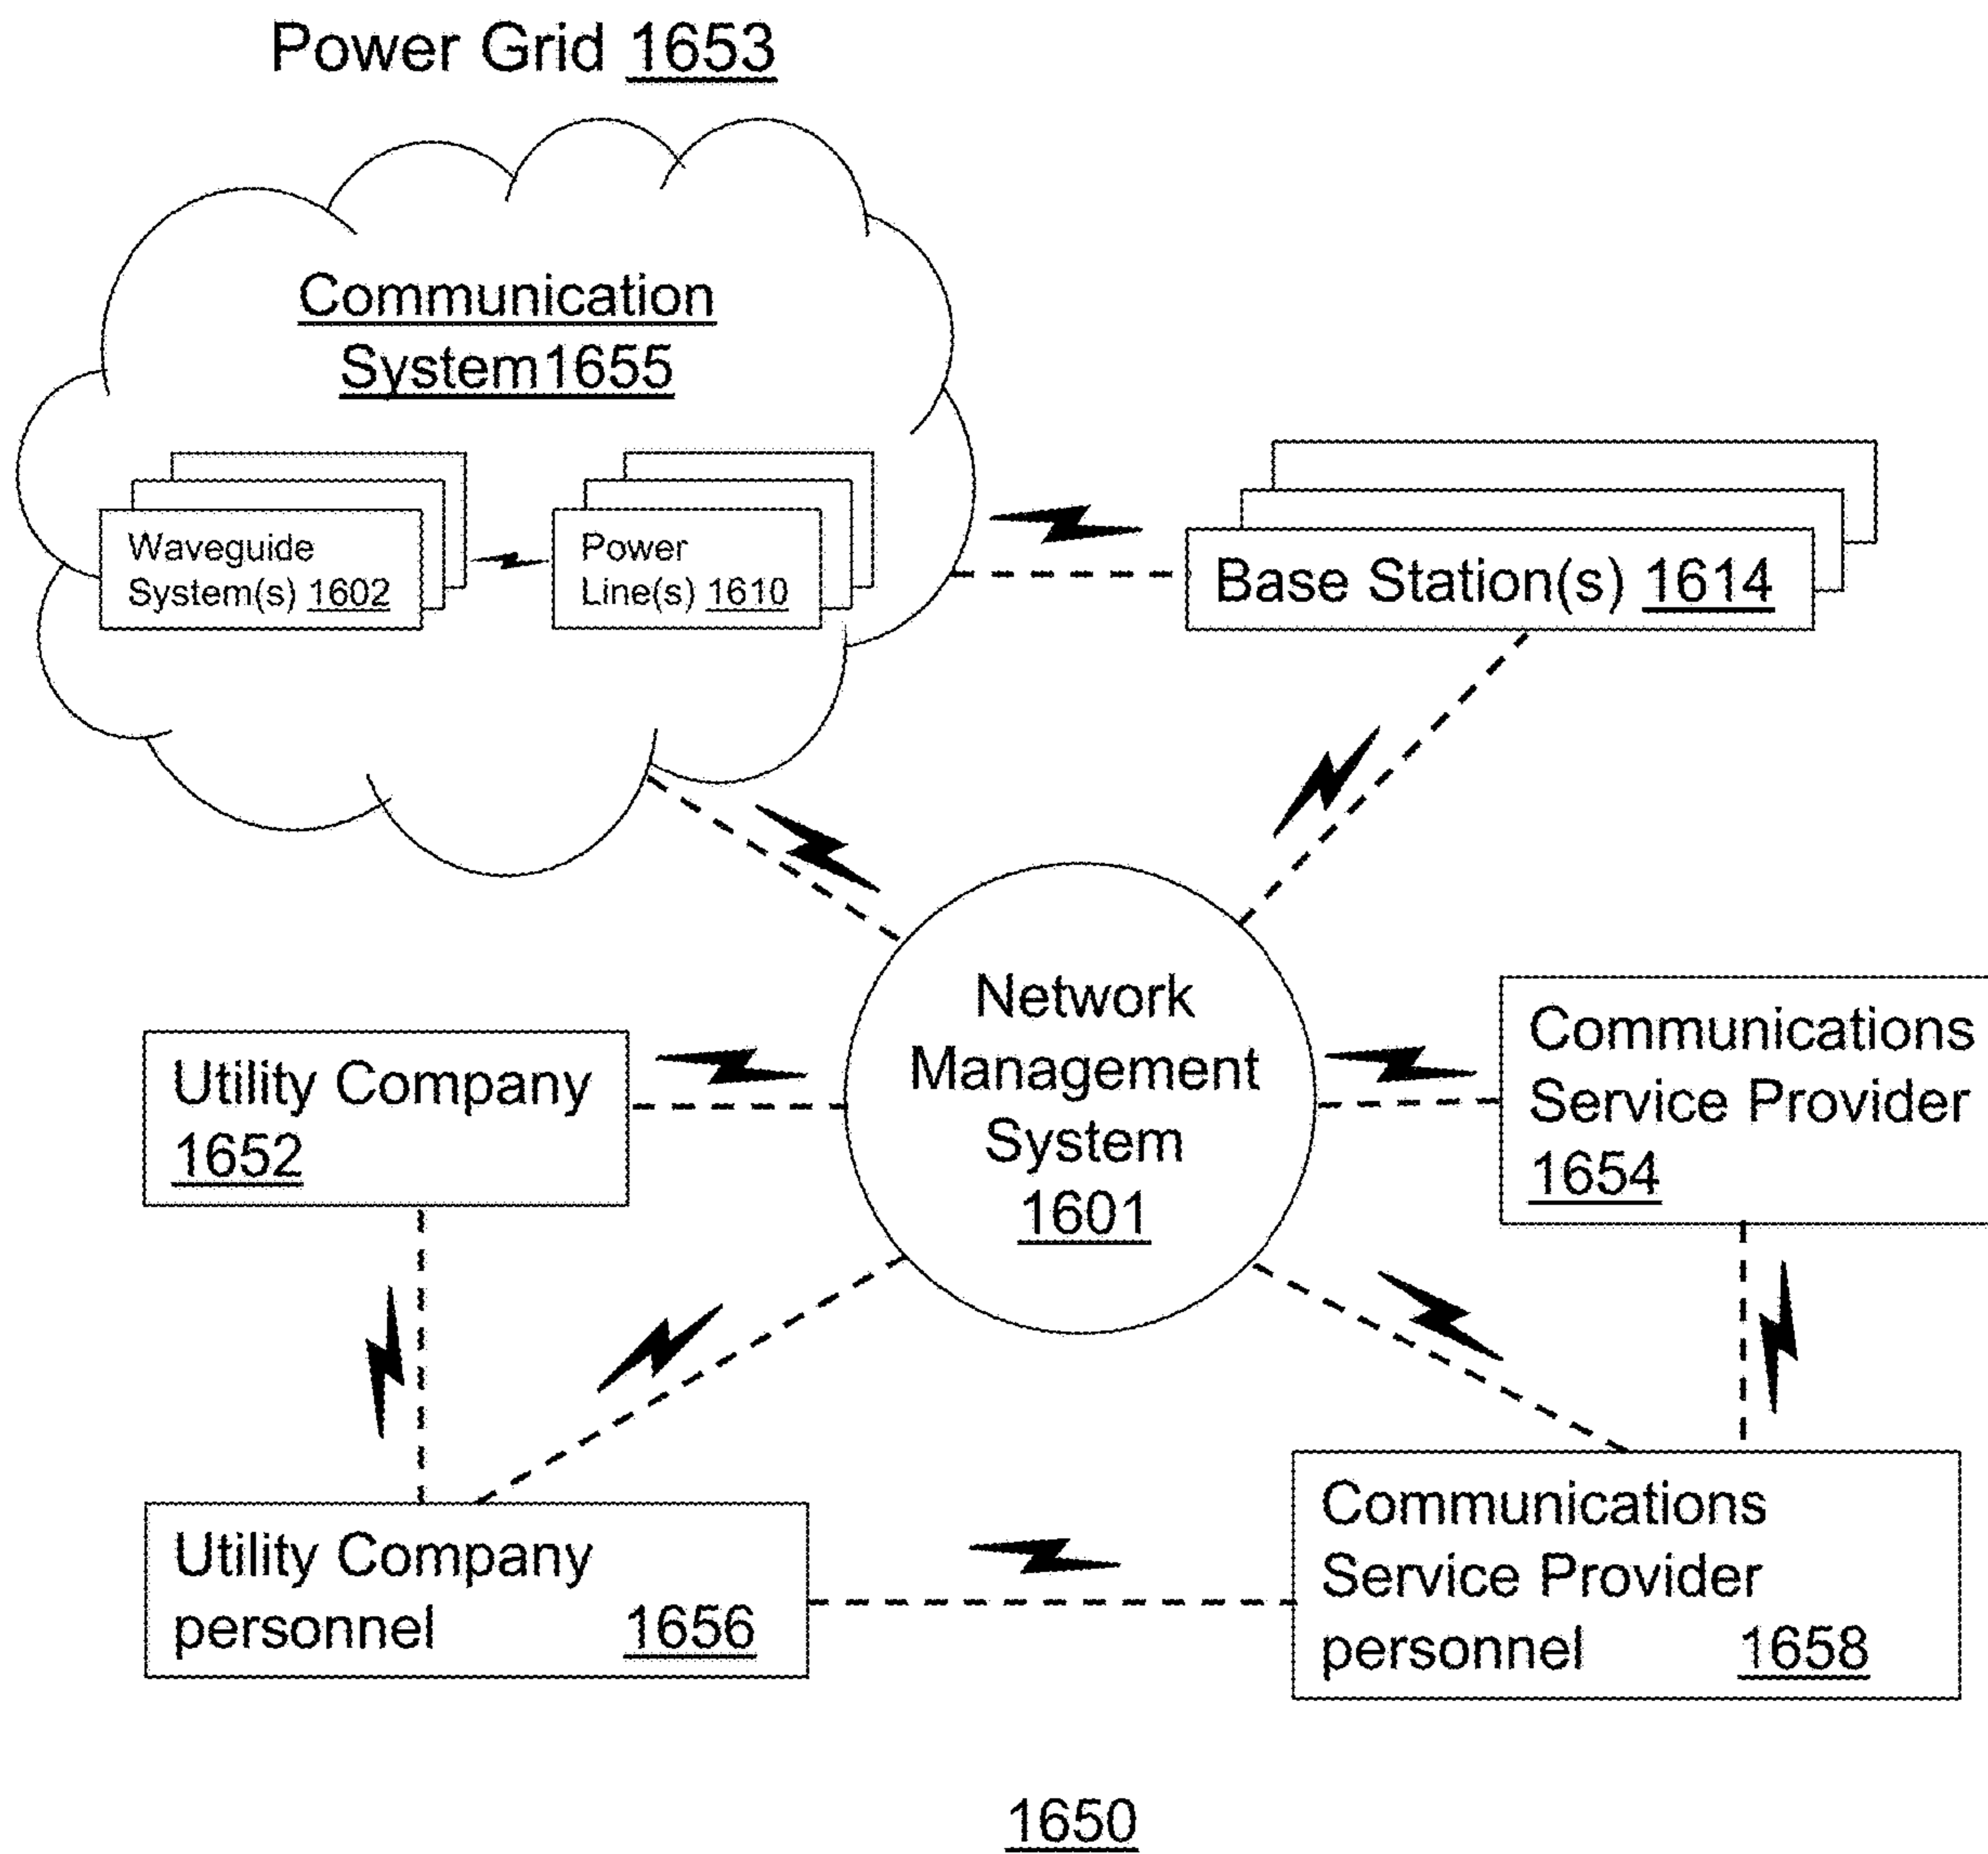 Power Grid 1653
Communication
System1655
Waveguide
System(s) 1602
Power
Line(s) 1610
Base Station(s) 1614
Network
Management
System
1601
Utility Company
1652
Communications
Service Provider
1654
Utility Company
personnel 1656
Communications
Service Provider
personnel 1658
1650